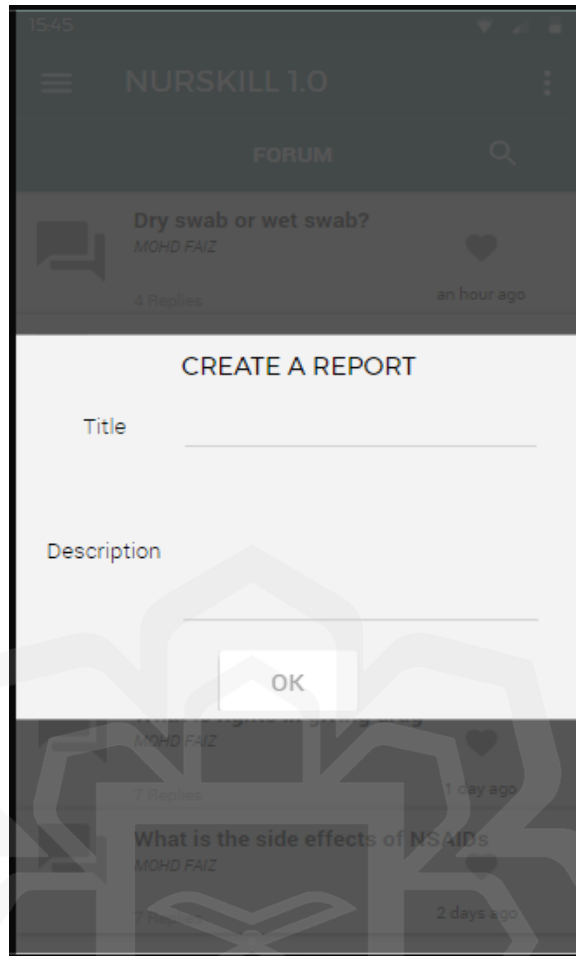 15:45
NURSKILL 1.0
FORUM
Dry swab or wet swab?
MOHD FAIZ
4 Replies
an hour ago
CREATE A REPORT
Title
Description
OK
MOHD FAIZ
7 Replies
1 day ago
What is the side effects of NSAIDs
MOHD FAIZ
7 Replies
2 days ago